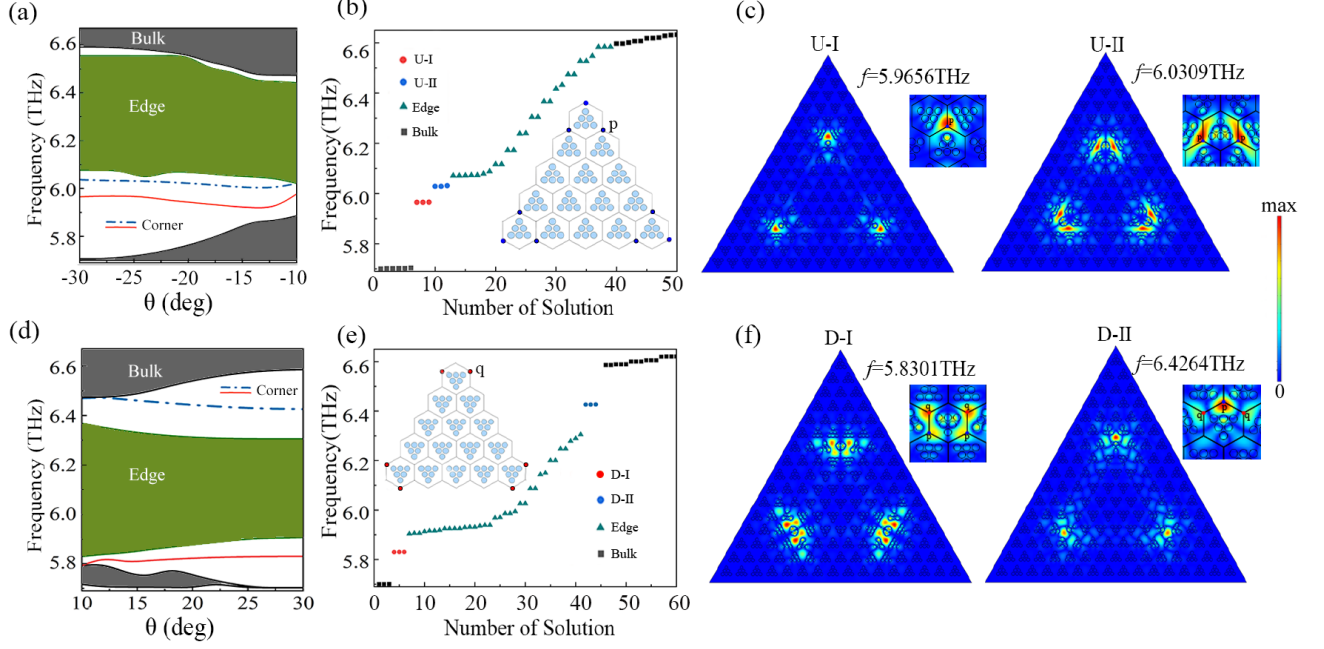 (a)
Frequency (THz)
6.6
6.4
6.2
6.0
5.8
Bulk
Edge
Corner
-30
-25
-20
-15
-10
θ (deg)
(b)
Frequency(THz)
6.6
6.4
6.2
6.0
5.8
U-I
U-II
Edge
Bulk
p
0
10
20
30
40
50
Number of Solution
(c)
U-I
f=5.9656THz
p
U-II
f=6.0309THz
p
p
max
0
(d)
Frequency (THz)
6.6
6.4
6.2
6.0
5.8
Bulk
Corner
Edge
10
15
20
25
30
θ (deg)
(e)
Frequency(THz)
6.6
6.4
6.2
6.0
5.8
q
D-I
D-II
Edge
Bulk
0
10
20
30
40
50
60
Number of Solution
(f)
D-I
f=5.8301THz
q
q
p
p
D-II
f=6.4264THz
q
p
q